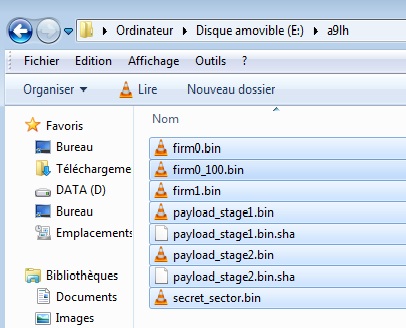 Ordinateur ▸ Disque amovible (E:) ▸ a9lh
Fichier Edition Affichage Outils ?
Organiser Lire Nouveau dossier
Favoris
Bureau
Téléchargeme
DATA (D)
Bureau
Emplacements
Bibliothèques
Documents
Images
Nom
firm0.bin
firm0_100.bin
firm1.bin
payload_stage1.bin
payload_stage1.bin.sha
payload_stage2.bin
payload_stage2.bin.sha
secret_sector.bin